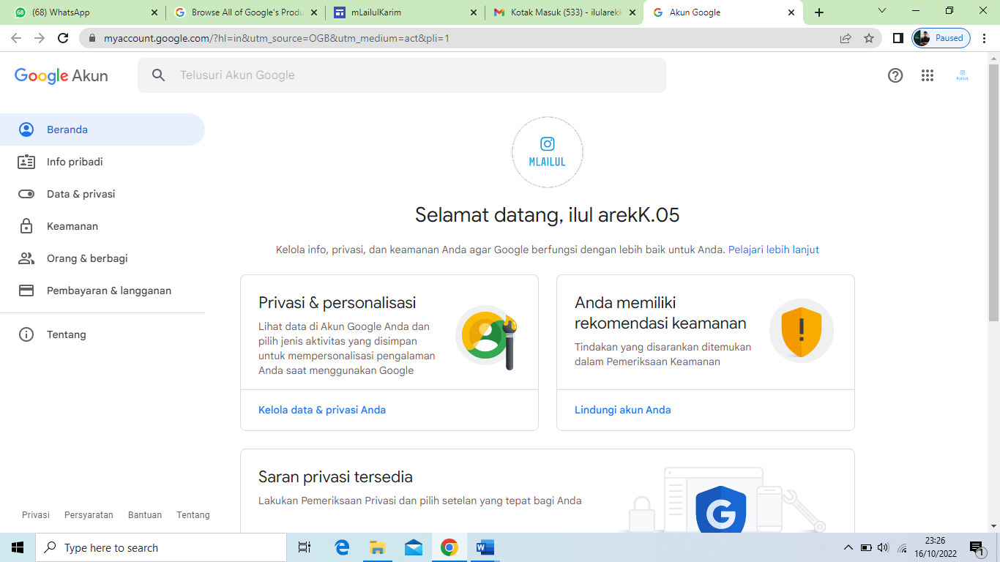 (68) WhatsApp
Browse All of Google's Produ
mLailulKarim
Kotak Masuk (533) - ilularekk
Akun Google
myaccount.google.com/?hl=in&utm_source=OGB&utm_medium=act&pli=1
Paused
Google Akun
Telusuri Akun Google
MLAILUL
Beranda
Info pribadi
Data & privasi
Keamanan
Orang & berbagi
Pembayaran & langganan
Tentang
MLAILUL
Selamat datang, ilul arekK.05
Kelola info, privasi, dan keamanan Anda agar Google berfungsi dengan lebih baik untuk Anda. Pelajari lebih lanjut
Privasi & personalisasi
Lihat data di Akun Google Anda dan
pilih jenis aktivitas yang disimpan
untuk mempersonalisasi pengalaman
Anda saat menggunakan Google
Kelola data & privasi Anda
Anda memiliki
rekomendasi keamanan
Tindakan yang disarankan ditemukan
dalam Pemeriksaan Keamanan
Lindungi akun Anda
Saran privasi tersedia
Lakukan Pemeriksaan Privasi dan pilih setelan yang tepat bagi Anda
G
Privasi
Persyaratan
Bantuan
Tentang
Type here to search
23:26
16/10/2022
1